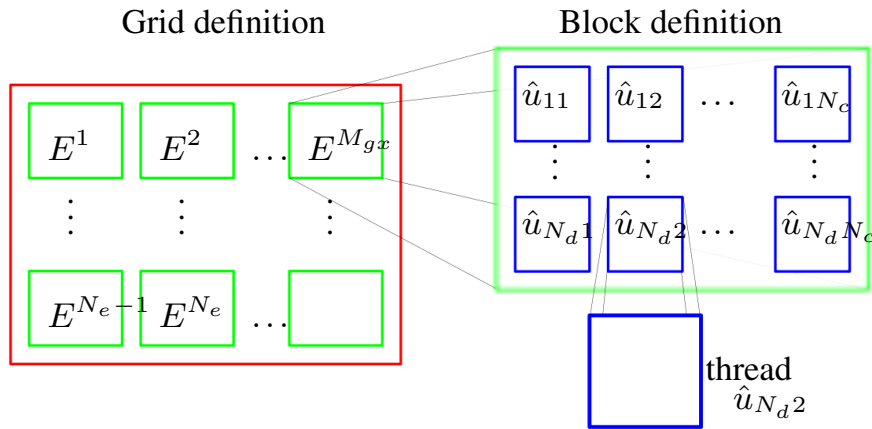 Grid definition Block definition
û_{11} û_{12} … û_{1N_c}
E^1 E^2 … E^{M_{gx}}
⋮ ⋮ ⋮
⋮ ⋮ ⋮
û_{N_d1} û_{N_d2} … û_{N_dN_c}
E^{N_e-1} E^{N_e} …
thread
û_{N_d2}